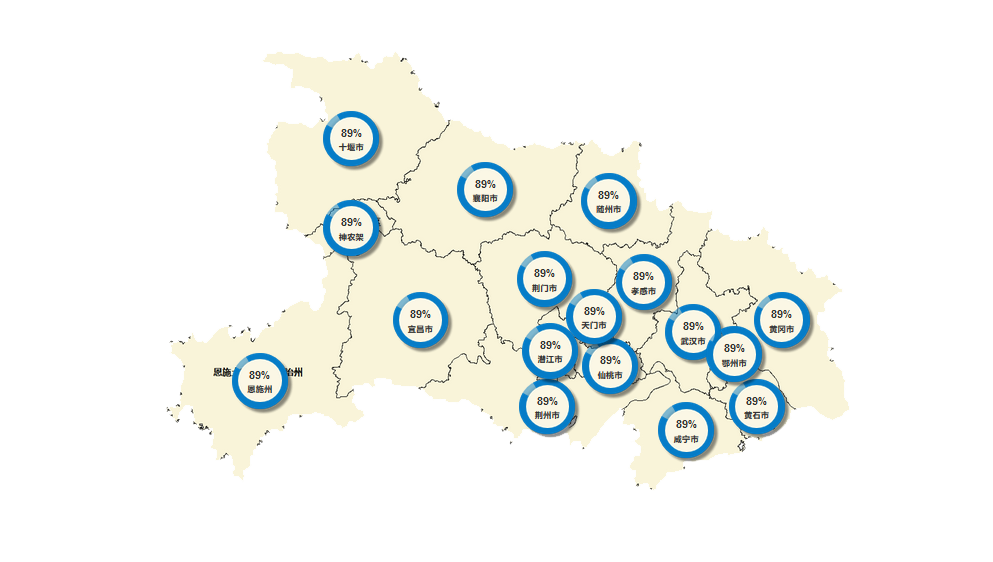 89%
十堰市
89%
襄阳市
89%
随州市
89%
神农架
89%
荆门市
89%
孝感市
89%
宜昌市
89%
天门市
89%
黄冈市
89%
武汉市
89%
潜江市
89%
鄂州市
89%
仙桃市
恩施
治州
89%
恩施州
89%
荆州市
89%
黄石市
89%
咸宁市